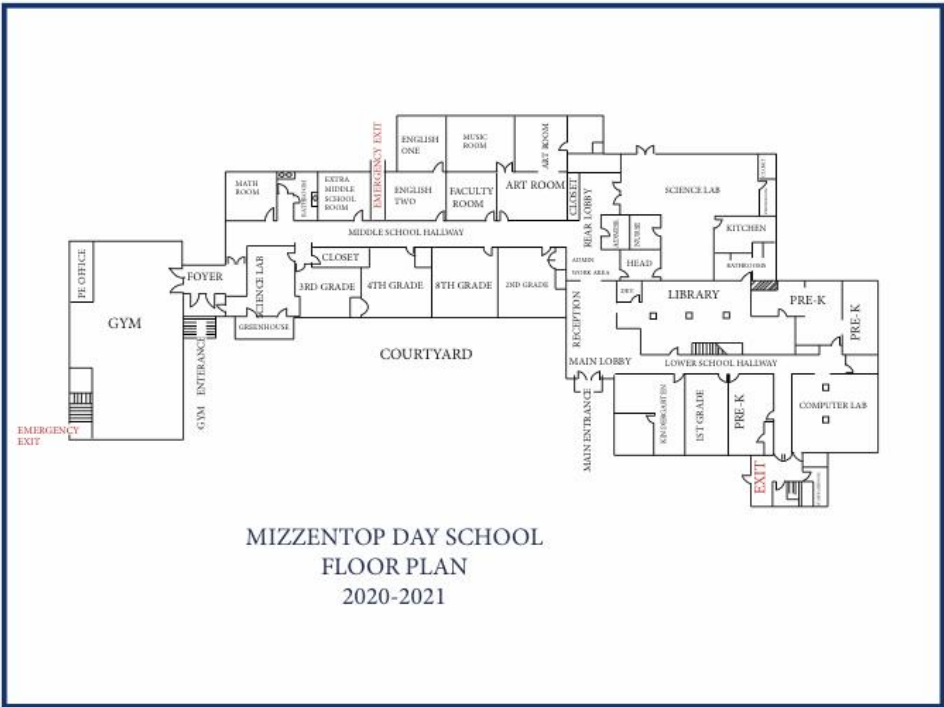 ENGLISH
ONE
MUSIC
ROOM
ART ROOM
EMERGENCY EXIT
MATH
ROOM
BATHROOM
EXTRA
MIDDLE
SCHOOL
ROOM
ENGLISH
TWO
FACULTY
ROOM
ART ROOM
CLOSET
REAR LOBBY
SCIENCE LAB
MIDDLE SCHOOL HALLWAY
NURSE
KITCHEN
PE OFFICE
FOYER
SCIENCE LAB
CLOSET
ADMIN
WORK AREA
HEAD
BATHROOMS
3RD GRADE
4TH GRADE
8TH GRADE
2ND GRADE
LIBRARY
PRE-K
PRE-K
GYM
GREENHOUSE
RECEPTION
COURTYARD
MAIN LOBBY
LOWER SCHOOL HALLWAY
GYM ENTERANCE
MAIN ENTRANCE
KINDERGARTEN
1ST GRADE
PRE-K
COMPUTER LAB
EMERGENCY
EXIT
EXIT
MIZZENTOP DAY SCHOOL
FLOOR PLAN
2020-2021